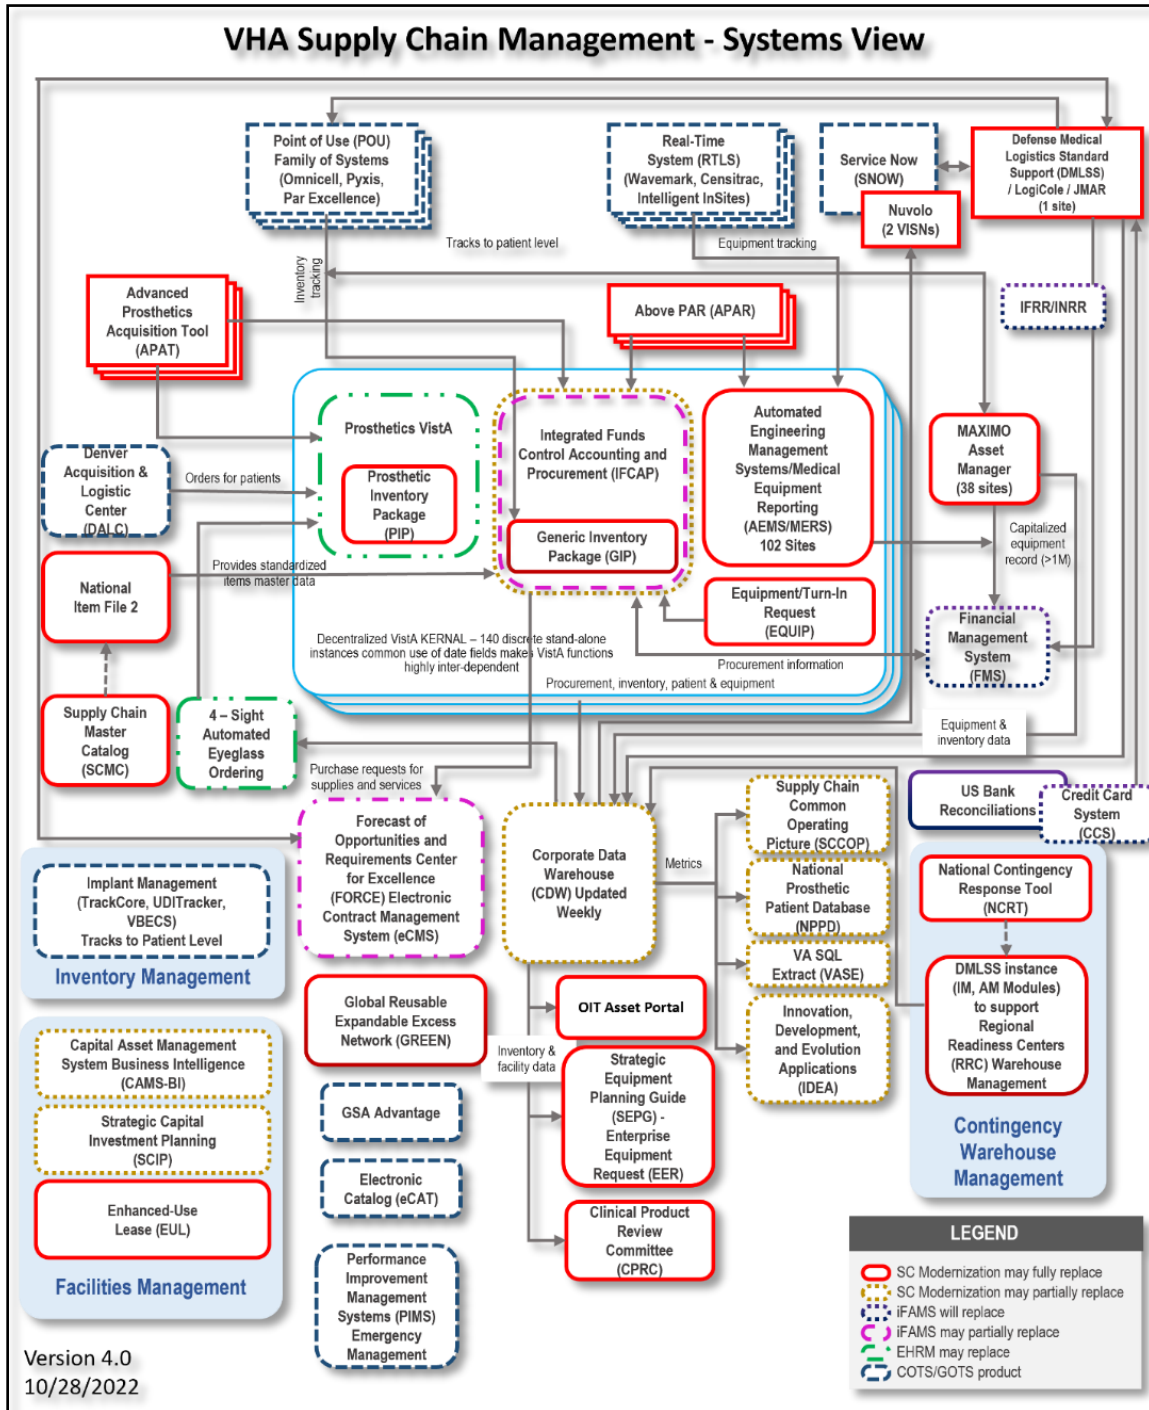 VHA Supply Chain Management - Systems View
Point of Use (POU)
Family of Systems
(Omnicell, Pyxis,
Par Excellence)
Real-Time
System (RTLS)
(Wavemark, Censitrac,
Intelligent InSites)
Service Now
(SNOW)
Nuvolo
(2 VISNs)
Defense Medical
Logistics Standard
Support (DMLSS)
/ LogiCole / JMAR
(1 site)
Tracks to patient level
Equipment tracking
Inventory
tracking
Advanced
Prosthetics
Acquisition Tool
(APAT)
Above PAR (APAR)
IFRR/INRR
Prosthetics VistA
Prosthetic
Inventory
Package
(PIP)
Integrated Funds
Control Accounting and
Procurement (IFCAP)
Generic Inventory
Package (GIP)
Automated
Engineering
Management
Systems/Medical
Equipment
Reporting
(AEMS/MERS)
102 Sites
MAXIMO
Asset
Manager
(38 sites)
Denver
Acquisition &
Logistic
Center
(DALC)
Orders for patients
Capitalized
equipment
record (>1M)
National
Item File 2
Provides standardized
items master data
Equipment/Turn-In
Request
(EQUIP)
Financial
Management
System
(FMS)
Decentralized VistA KERNAL – 140 discrete stand-alone
instances common use of date fields makes VistA functions
highly inter-dependent
Procurement information
Procurement, inventory, patient & equipment
Supply Chain
Master
Catalog
(SCMC)
4 – Sight
Automated
Eyeglass
Ordering
Equipment &
inventory data
Purchase requests for
supplies and services
Forecast of
Opportunities and
Requirements Center
for Excellence
(FORCE) Electronic
Contract Management
System (eCMS)
Corporate Data
Warehouse
(CDW) Updated
Weekly
Metrics
Supply Chain
Common
Operating
Picture (SCCOP)
National
Prosthetic
Patient Database
(NPPD)
VA SQL
Extract (VASE)
Innovation,
Development,
and Evolution
Applications
(IDEA)
US Bank
Reconciliations
Credit Card
System
(CCS)
National Contingency
Response Tool
(NCRT)
DMLSS instance
(IM, AM Modules)
to support
Regional
Readiness Centers
(RRC) Warehouse
Management
Contingency
Warehouse
Management
Implant Management
(TrackCore, UDITracker,
VBECS)
Tracks to Patient Level
Inventory Management
Global Reusable
Expandable Excess
Network (GREEN)
OIT Asset Portal
Inventory &
facility data
Strategic
Equipment
Planning Guide
(SEPG) -
Enterprise
Equipment
Request (EER)
Clinical Product
Review
Committee
(CPRC)
Capital Asset Management
System Business Intelligence
(CAMS-BI)
Strategic Capital
Investment Planning
(SCIP)
Enhanced-Use
Lease (EUL)
Facilities Management
GSA Advantage
Electronic
Catalog (eCAT)
Performance
Improvement
Management
Systems (PIMS)
Emergency
Management
LEGEND
SC Modernization may fully replace
SC Modernization may partially replace
iFAMS will replace
iFAMS may partially replace
EHRM may replace
COTS/GOTS product
Version 4.0
10/28/2022